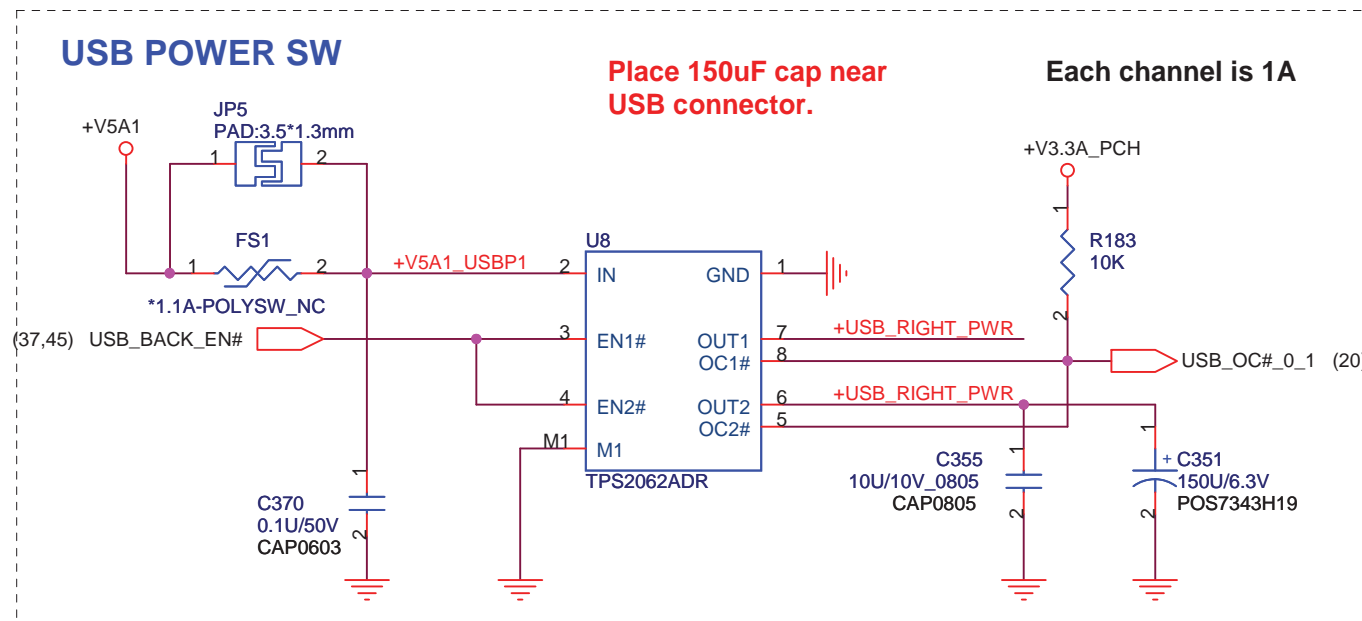 USB POWER SW
Place 150uF cap near
USB connector.
Each channel is 1A
JP5
PAD:3.5*1.3mm
+V5A1
1
2
+V3.3A_PCH
1
R183
10K
2
FS1
1
2
*1.1A-POLYSW_NC
+V5A1_USBP1
U8
2
IN
GND
1
(37,45)
USB_BACK_EN#
3
EN1#
OUT1
7
+USB_RIGHT_PWR
OC1#
8
USB_OC#_0_1
(20)
4
EN2#
OUT2
6
+USB_RIGHT_PWR
OC2#
5
M1
M1
TPS2062ADR
1
C370
0.1U/50V
CAP0603
2
1
C355
10U/10V_0805
CAP0805
2
1
+
C351
150U/6.3V
POS7343H19
2